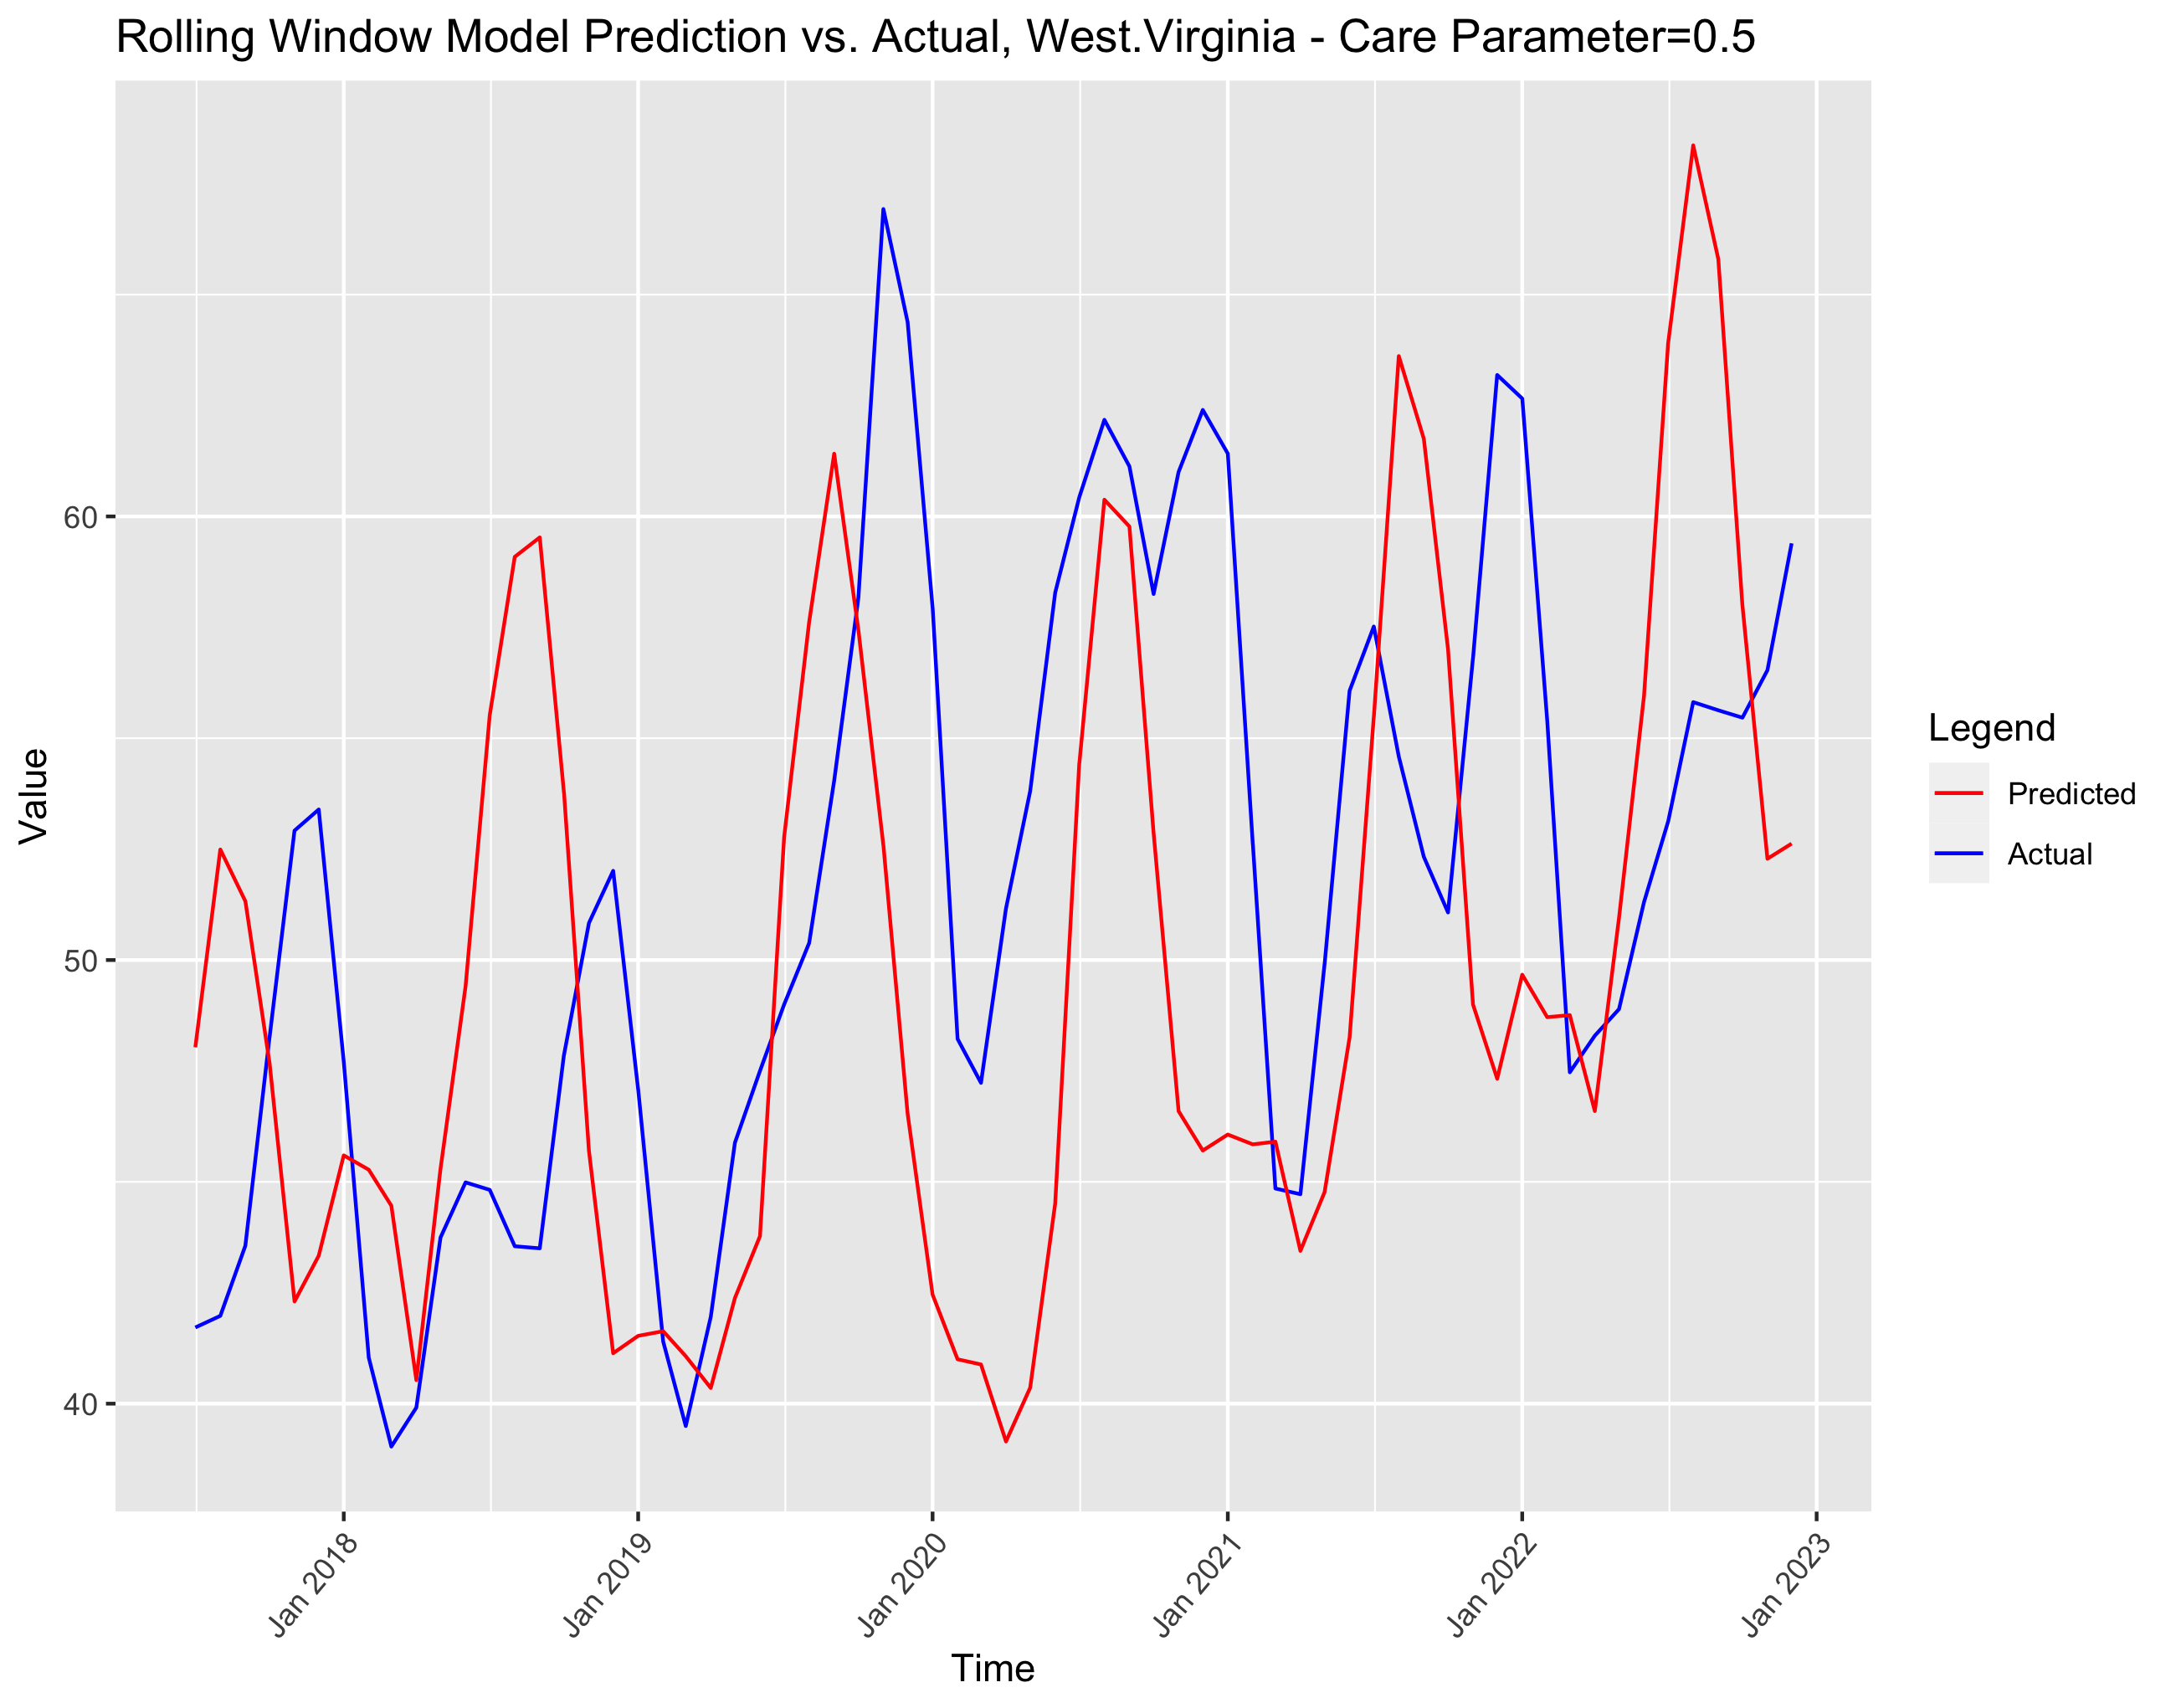 Rolling Window Model Prediction vs. Actual, West.Virginia - Care Parameter=0.5
Value
60
50
40
Jan 2018
Jan 2019
Jan 2020
Jan 2021
Jan 2022
Jan 2023
Time
Legend
Predicted
Actual